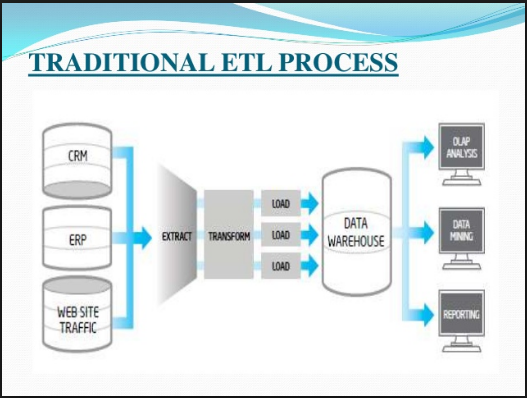 TRADITIONAL ETL PROCESS
CRM
ERP
WEB SITE
TRAFFIC
EXTRACT
TRANSFORM
LOAD
LOAD
LOAD
DATA
WAREHOUSE
OLAP
ANALYSIS
DATA
MINING
REPORTING